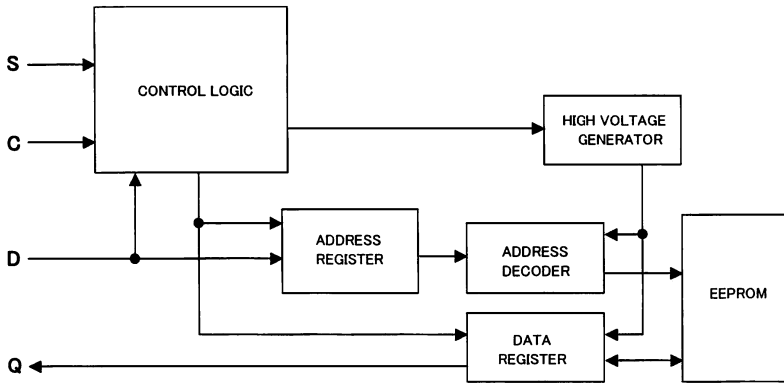 S
CONTROL LOGIC
C
HIGH VOLTAGE
GENERATOR
D
ADDRESS
REGISTER
ADDRESS
DECODER
EEPROM
DATA
REGISTER
Q